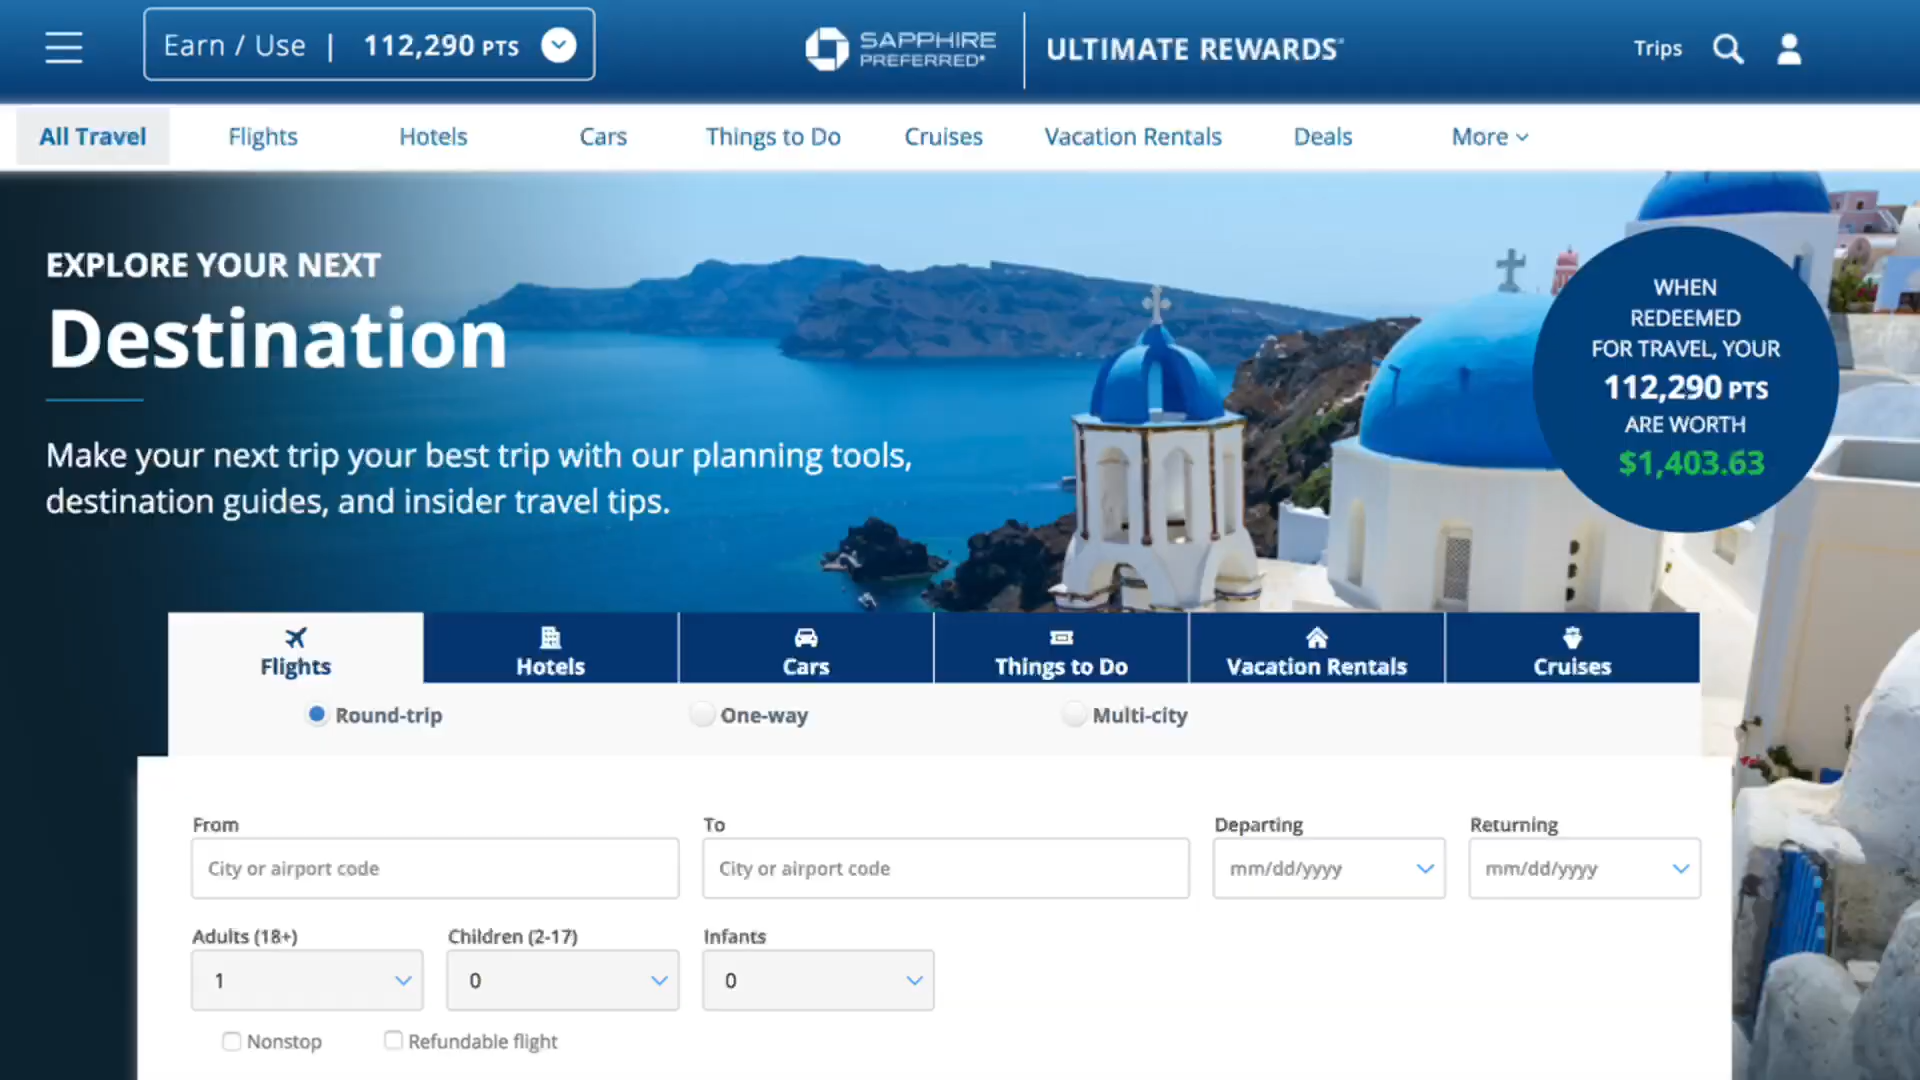 Earn / Use | 112,290 PTS
SAPPHIRE
PREFERRED®
ULTIMATE REWARDS®
Trips
All Travel
Flights
Hotels
Cars
Things to Do
Cruises
Vacation Rentals
Deals
More
EXPLORE YOUR NEXT
Destination
Make your next trip your best trip with our planning tools,
destination guides, and insider travel tips.
WHEN
REDEEMED
FOR TRAVEL, YOUR
112,290 PTS
ARE WORTH
$1,403.63
Flights
Hotels
Cars
Things to Do
Vacation Rentals
Cruises
Round-trip
One-way
Multi-city
From
To
Departing
Returning
City or airport code
City or airport code
mm/dd/yyyy
mm/dd/yyyy
Adults (18+)
Children (2-17)
Infants
1
0
0
Nonstop
Refundable flight